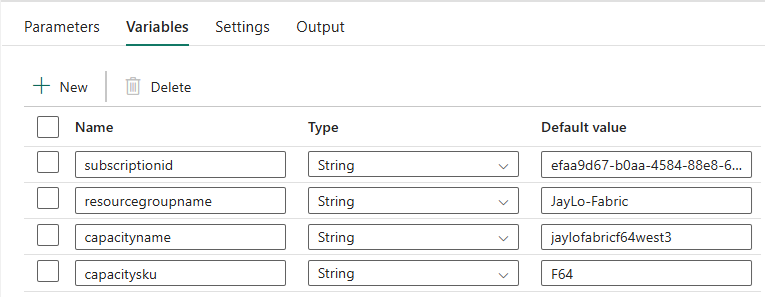 Parameters Variables Settings Output
New Delete
Name Type Default value
subscriptionid String efaa9d67-b0aa-4584-88e8-6...
resourcegroupname String JayLo-Fabric
capacityname String jaylofabricf64west3
capacitysku String F64